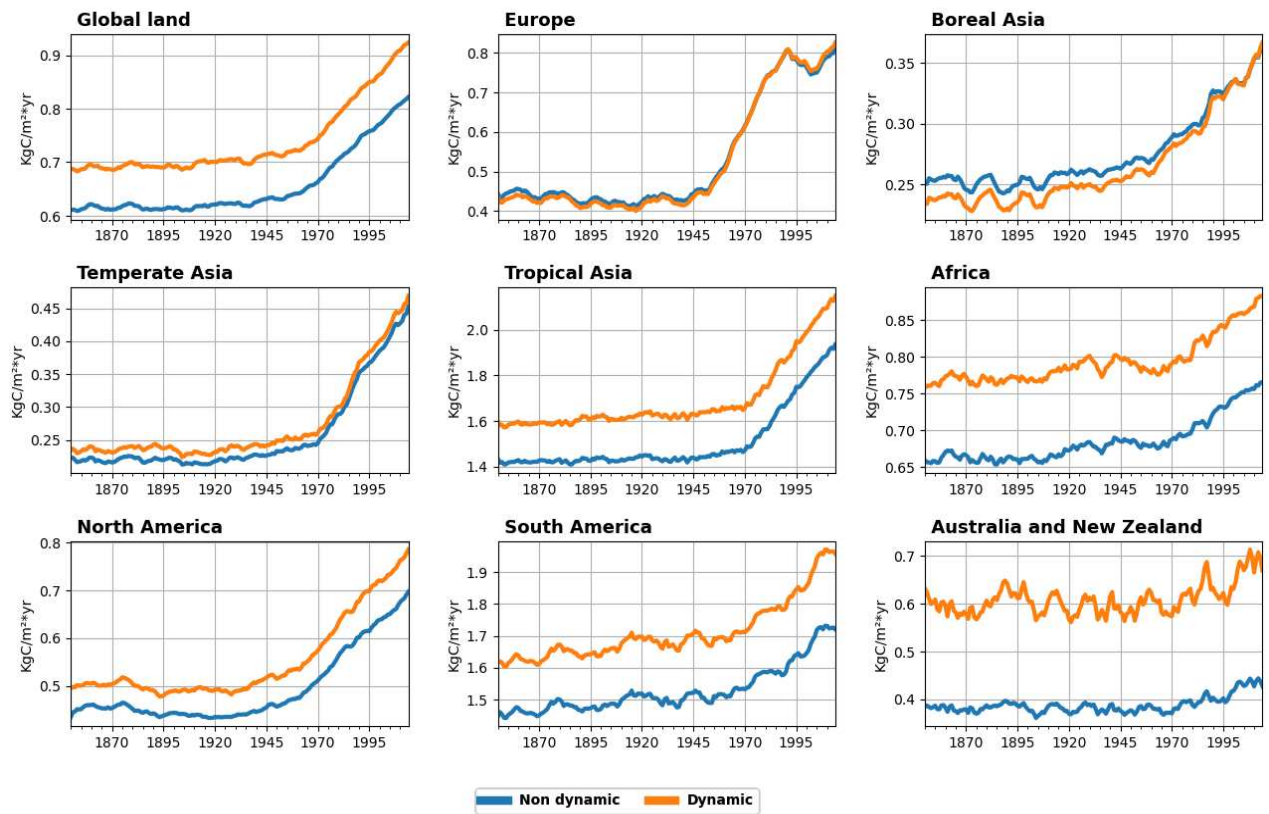 Global land
Europe
Boreal Asia
KgC/m²*yr
0.9
0.8
0.7
0.6
1870 1895 1920 1945 1970 1995
KgC/m²*yr
0.8
0.7
0.6
0.5
0.4
1870 1895 1920 1945 1970 1995
KgC/m²*yr
0.35
0.30
0.25
1870 1895 1920 1945 1970 1995
Temperate Asia
Tropical Asia
Africa
KgC/m²*yr
0.45
0.40
0.35
0.30
0.25
1870 1895 1920 1945 1970 1995
KgC/m²*yr
2.0
1.8
1.6
1.4
1870 1895 1920 1945 1970 1995
KgC/m²*yr
0.85
0.80
0.75
0.70
0.65
1870 1895 1920 1945 1970 1995
North America
South America
Australia and New Zealand
KgC/m²*yr
0.8
0.7
0.6
0.5
1870 1895 1920 1945 1970 1995
KgC/m²*yr
1.9
1.8
1.7
1.6
1.5
1870 1895 1920 1945 1970 1995
KgC/m²*yr
0.7
0.6
0.5
0.4
1870 1895 1920 1945 1970 1995
Non dynamic Dynamic